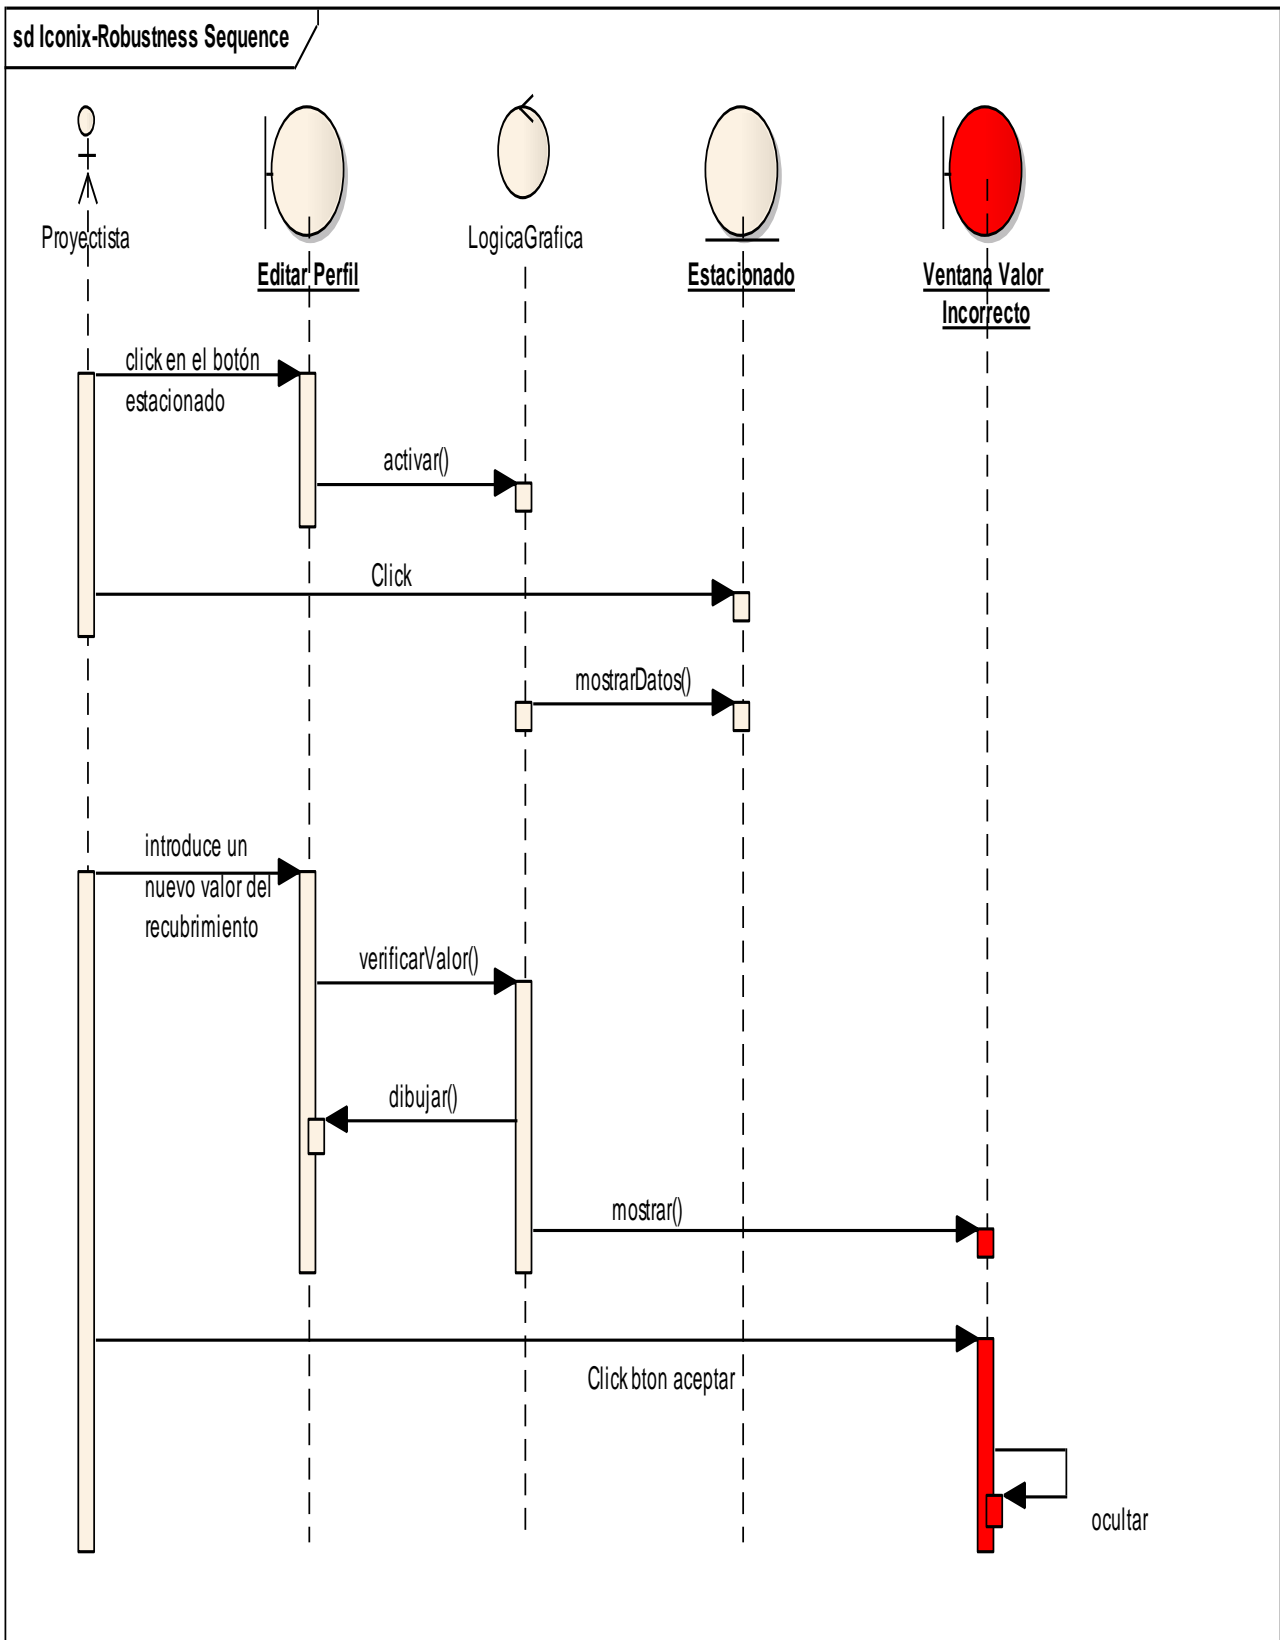 sd Iconix-Robustness Sequence
Proyectista
Editar Perfil
LogicaGrafica
Estacionado
Ventana Valor
Incorrecto
click en el botón
estacionado
activar()
Click
mostrarDatos()
introduce un
nuevo valor del
recubrimiento
verificarValor()
dibujar()
mostrar()
Click bton aceptar
ocultar